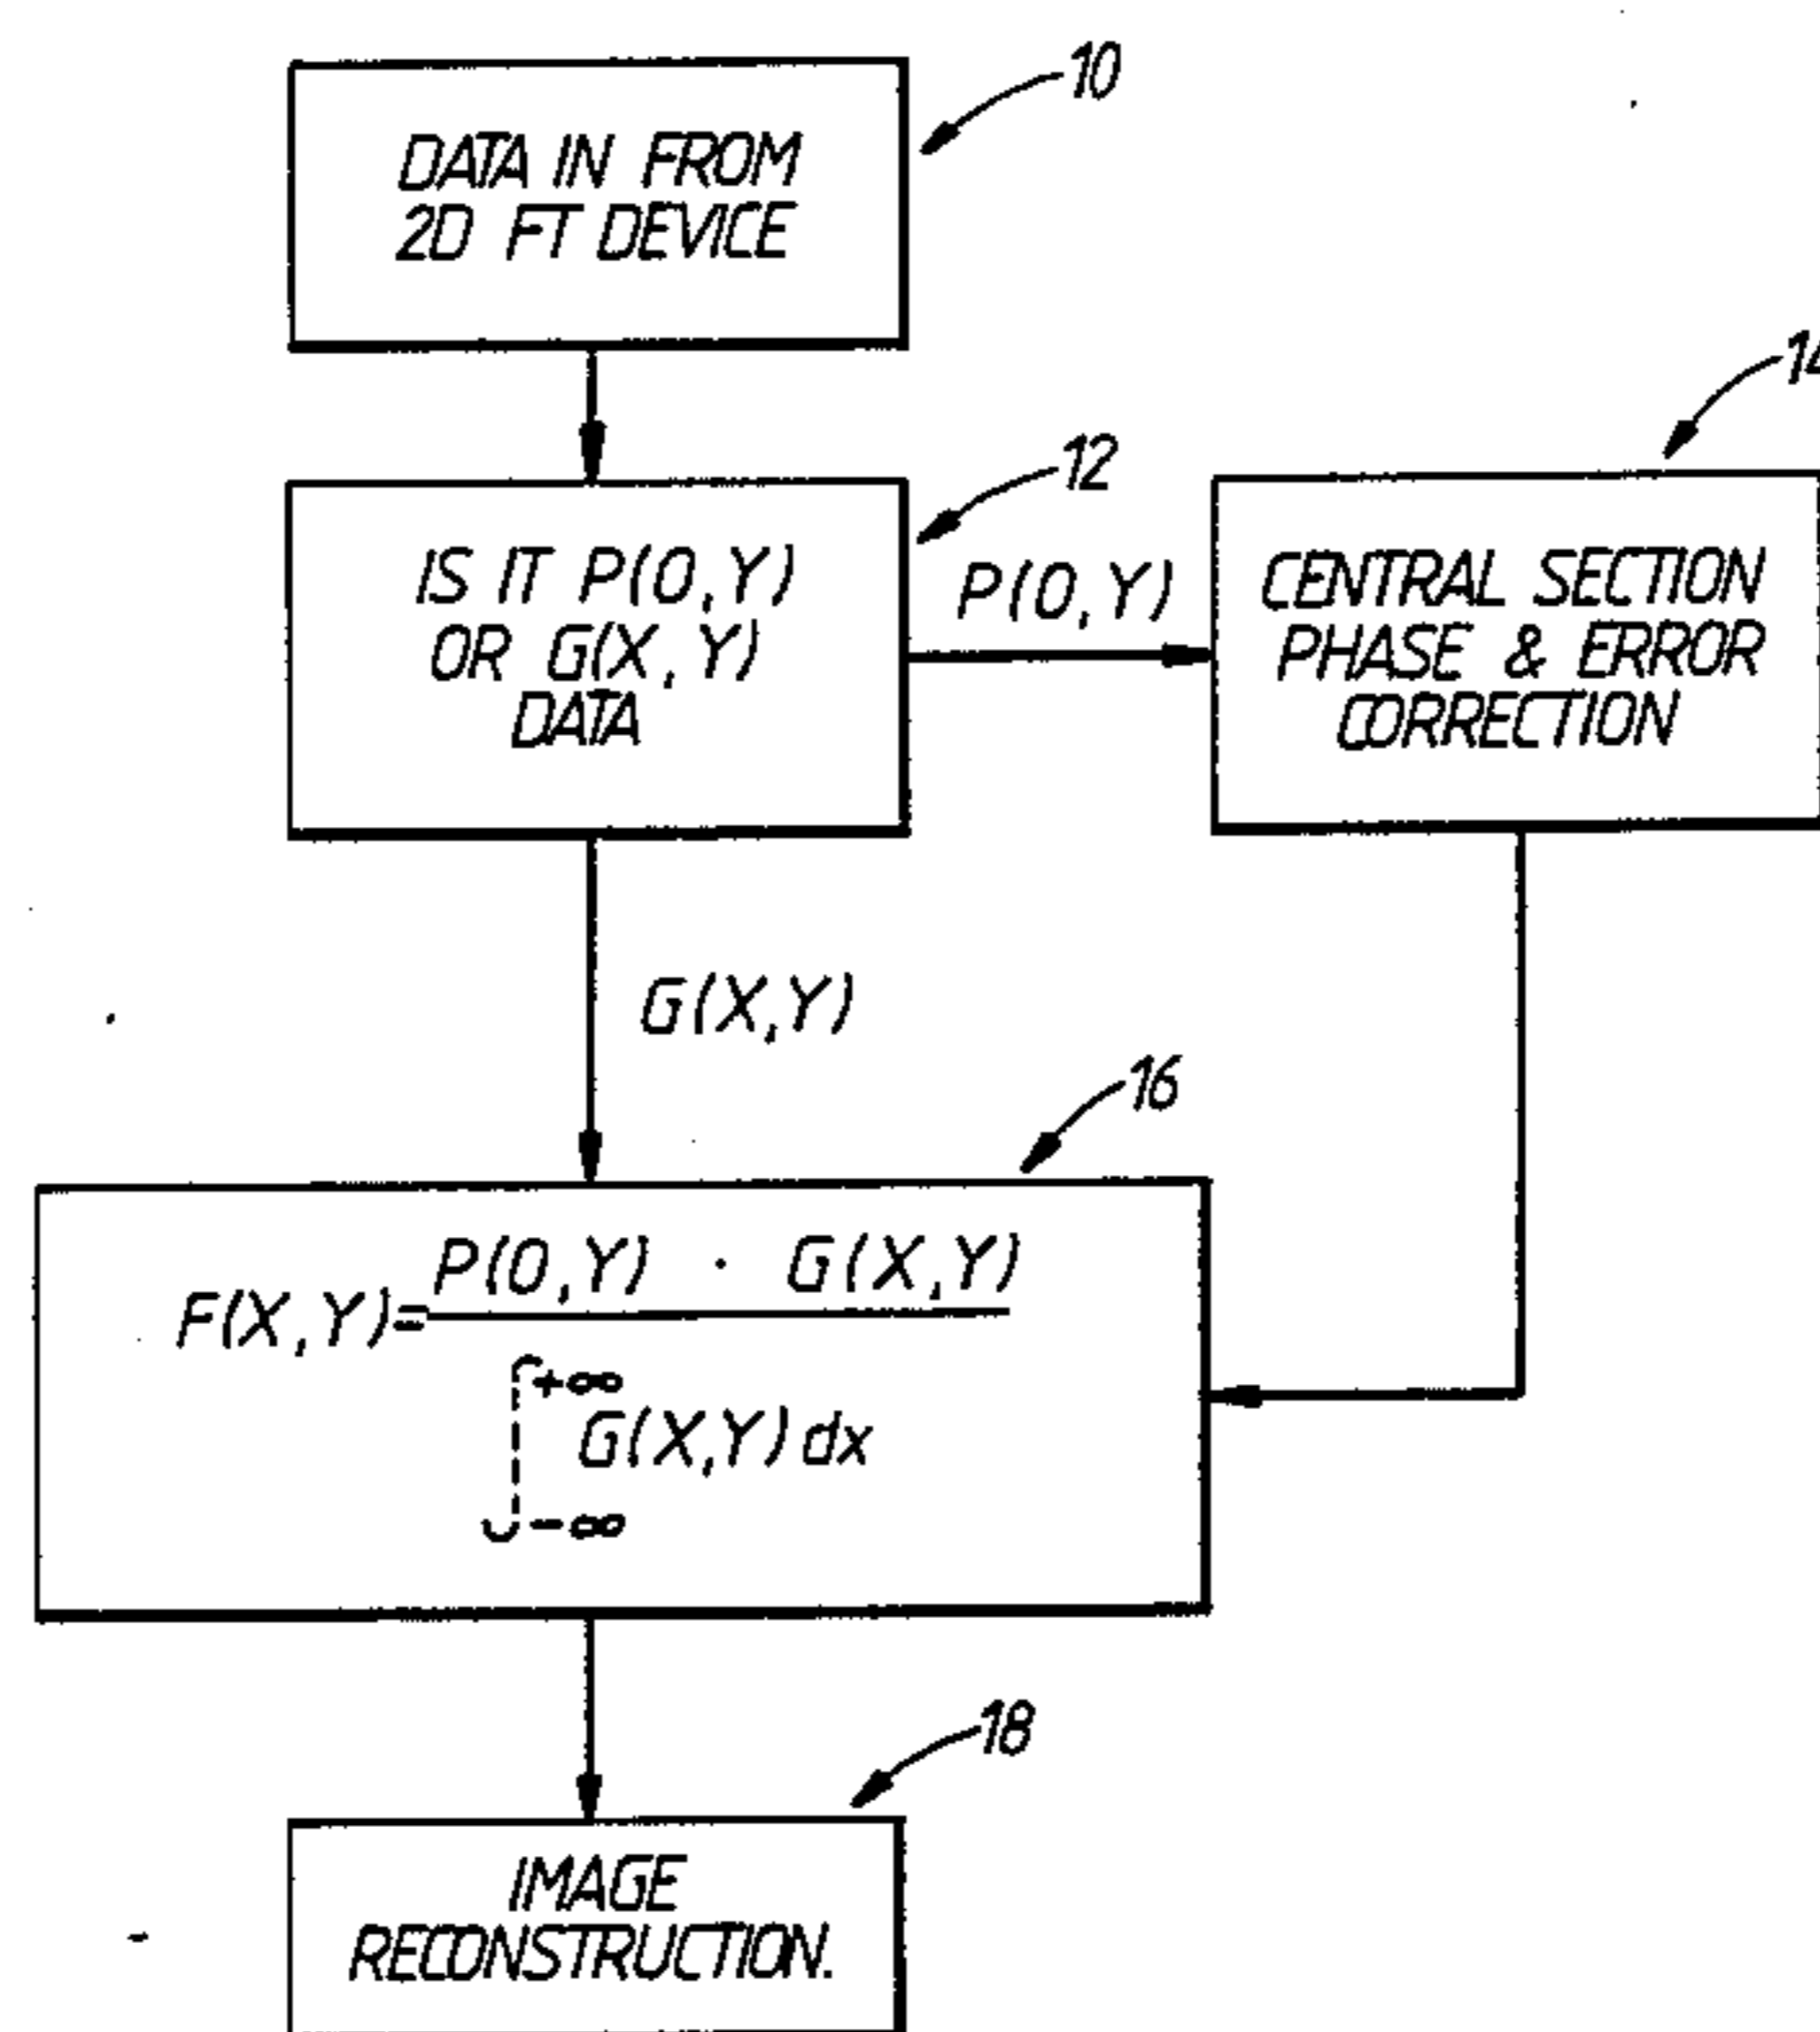 10
DATA IN FROM
2D FT DEVICE
14
12
IS IT P(0,Y)
OR G(X,Y)
DATA
P(0,Y)
CENTRAL SECTION
PHASE & ERROR
CORRECTION
G(X,Y)
16
P(0,Y) · G(X,Y)
F(X,Y)=
+∞
G(X,Y)dx
-∞
18
IMAGE
RECONSTRUCTION.